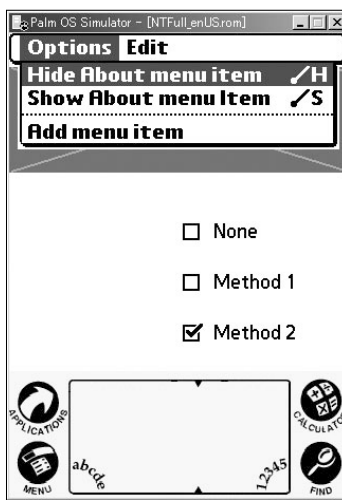 Palm OS Simulator - [NTFull_enUS.rom]
Options Edit
Hide About menu item /H
Show About menu Item /S
Add menu item
None
Method 1
Method 2
APPLICATIONS
CALCULATOR
MENU
abcde
12345
FIND